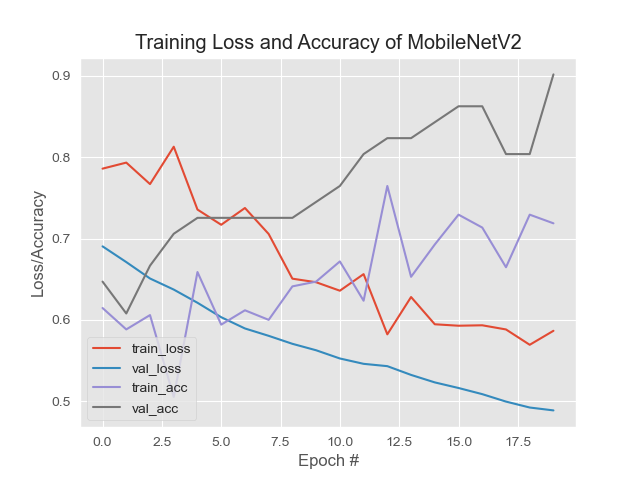 Training Loss and Accuracy of MobileNetV2
0.9
0.8
0.7
0.6
0.5
Loss/Accuracy
train_loss
val_loss
train_acc
val_acc
0.0 2.5 5.0 7.5 10.0 12.5 15.0 17.5
Epoch #